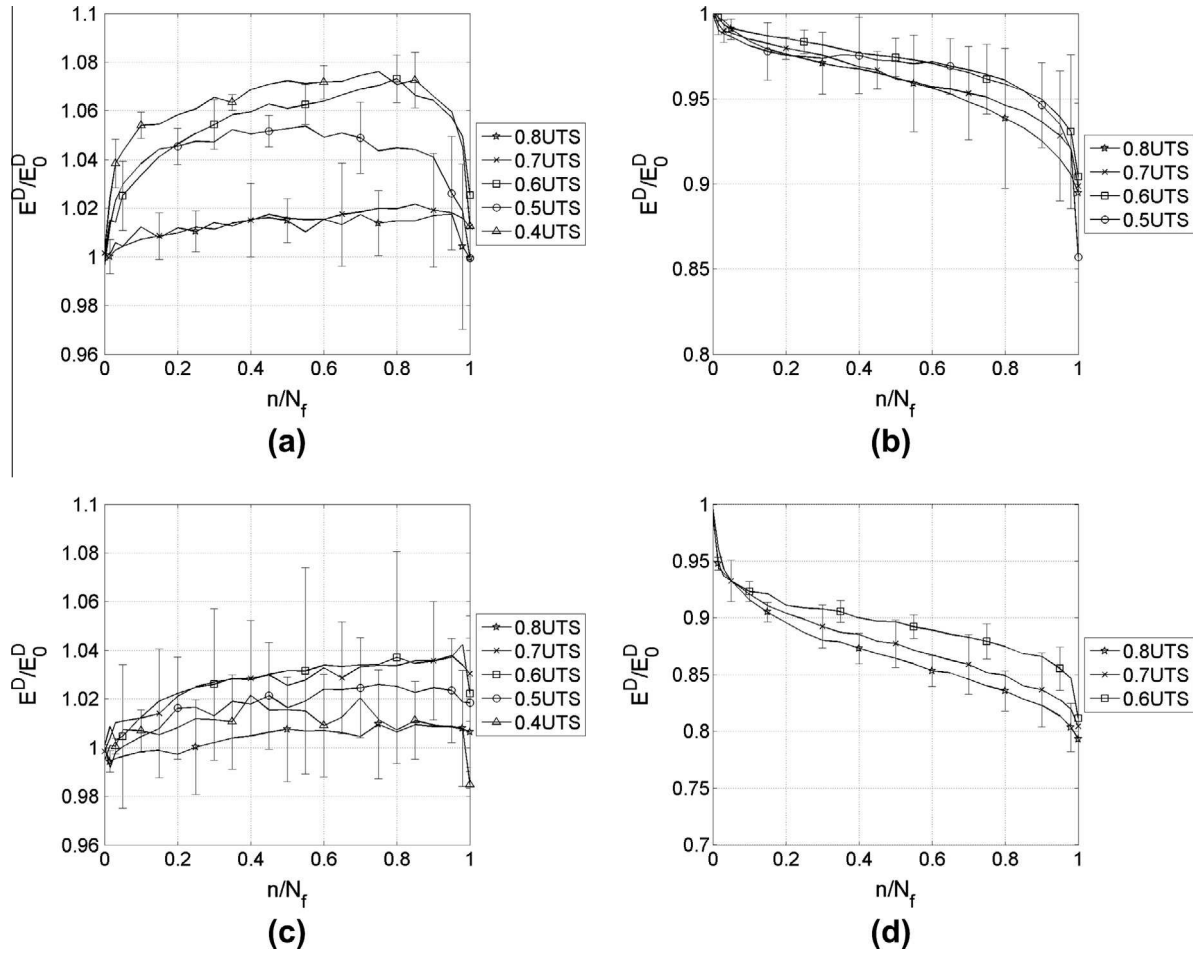 1.1
1.08
1.06
1.04
1.02
1
0.98
0.96
E^D/E_0^D
0 0.2 0.4 0.6 0.8 1
n/N_f
0.8UTS
0.7UTS
0.6UTS
0.5UTS
0.4UTS
(a)
1
0.95
0.9
0.85
0.8
E^D/E_0^D
0 0.2 0.4 0.6 0.8 1
n/N_f
0.8UTS
0.7UTS
0.6UTS
0.5UTS
(b)
1.1
1.08
1.06
1.04
1.02
1
0.98
0.96
E^D/E_0^D
0 0.2 0.4 0.6 0.8 1
n/N_f
0.8UTS
0.7UTS
0.6UTS
0.5UTS
0.4UTS
(c)
1
0.95
0.9
0.85
0.8
0.75
0.7
E^D/E_0^D
0 0.2 0.4 0.6 0.8 1
n/N_f
0.8UTS
0.7UTS
0.6UTS
(d)